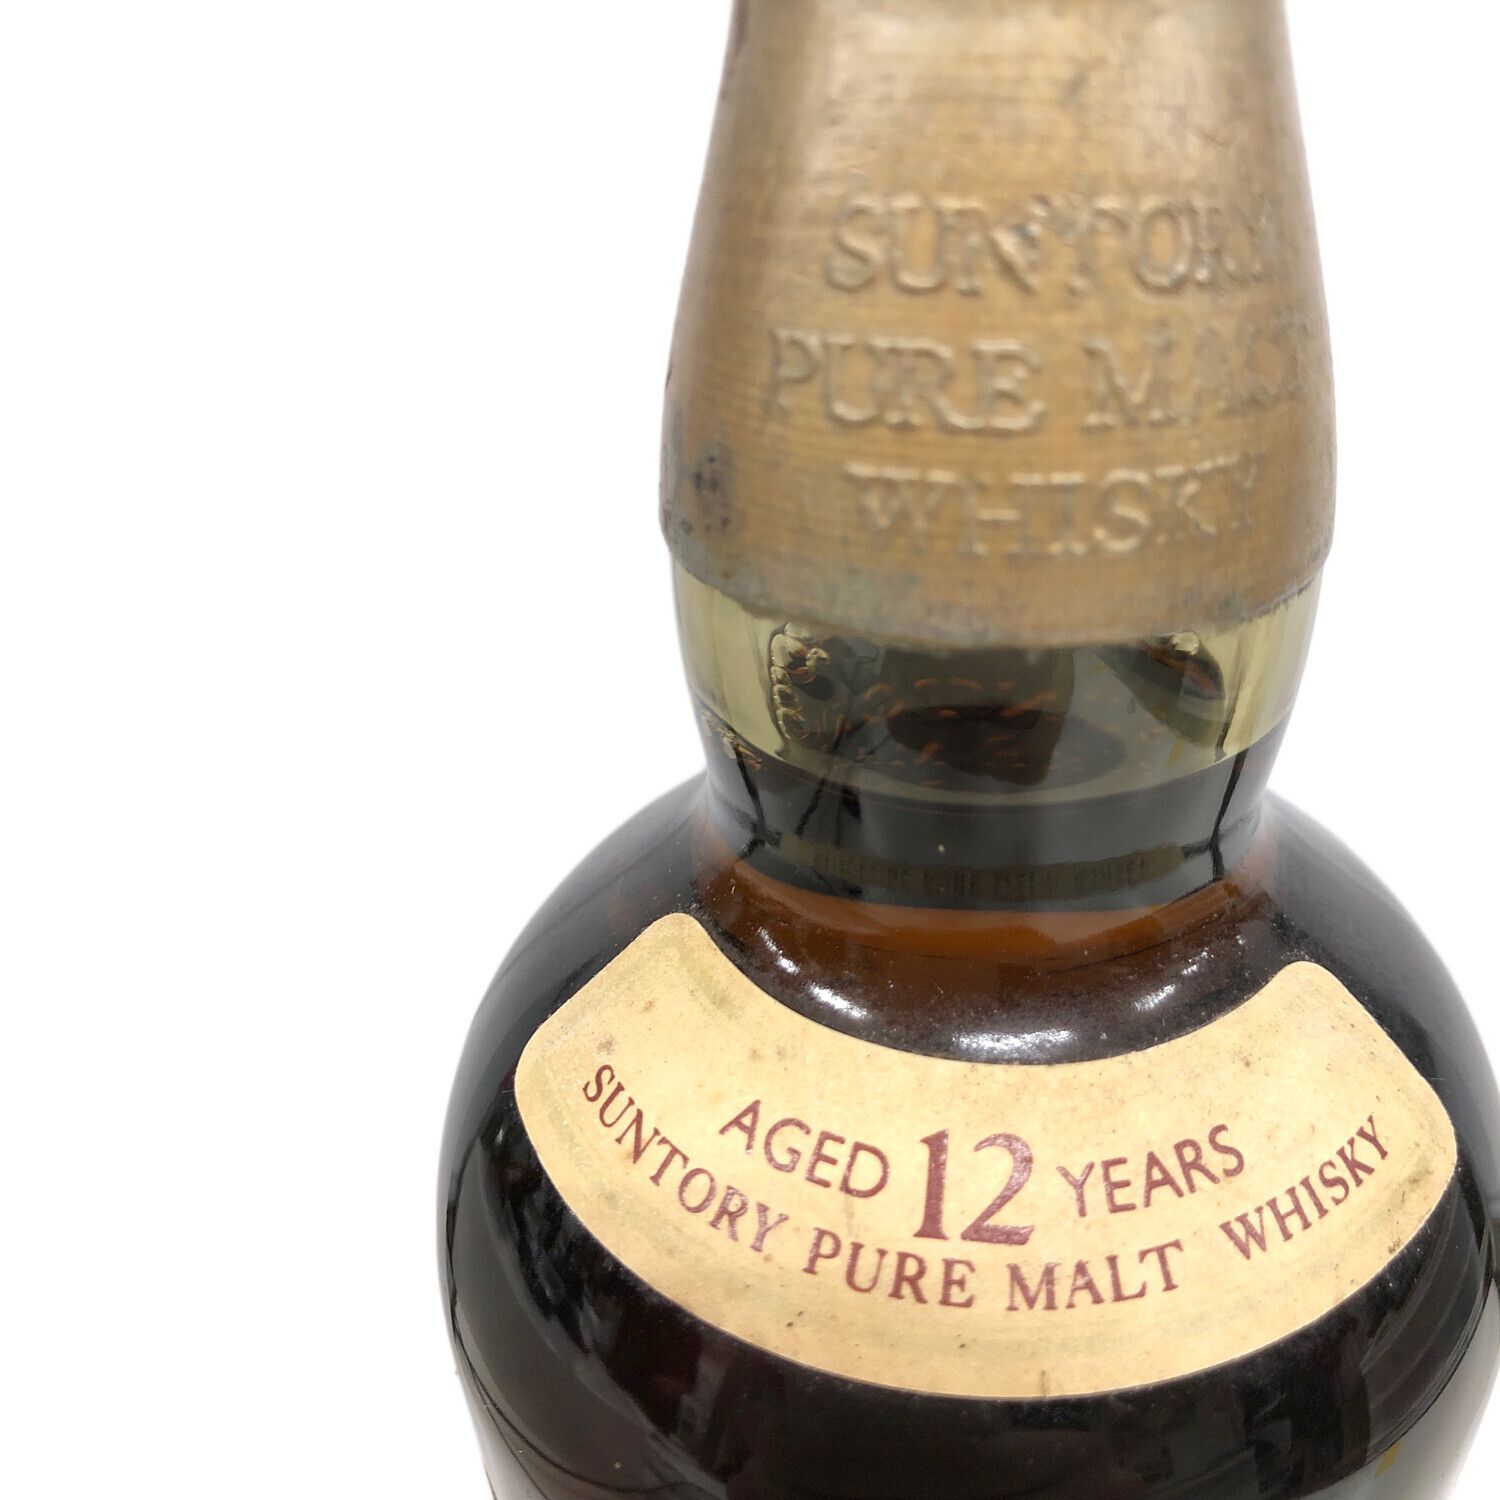 SUNTORY
PURE MALT
WHISKY
AGED 12 YEARS
SUNTORY PURE MALT WHISKY